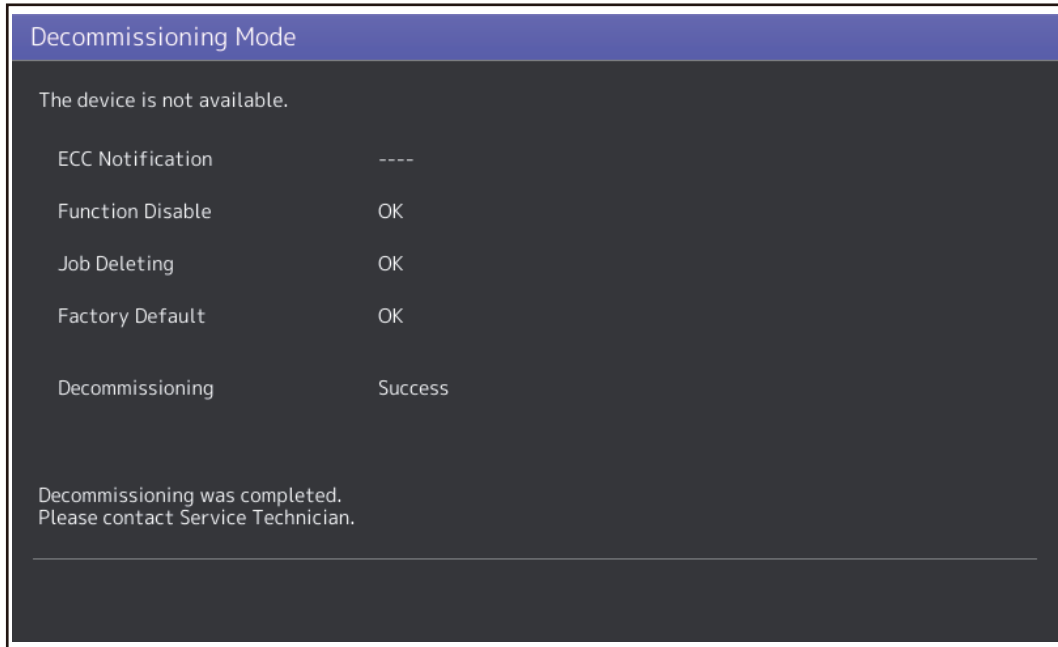 Decommissioning Mode
The device is not available.
ECC Notification ----
Function Disable OK
Job Deleting OK
Factory Default OK
Decommissioning Success
Decommissioning was completed.
Please contact Service Technician.